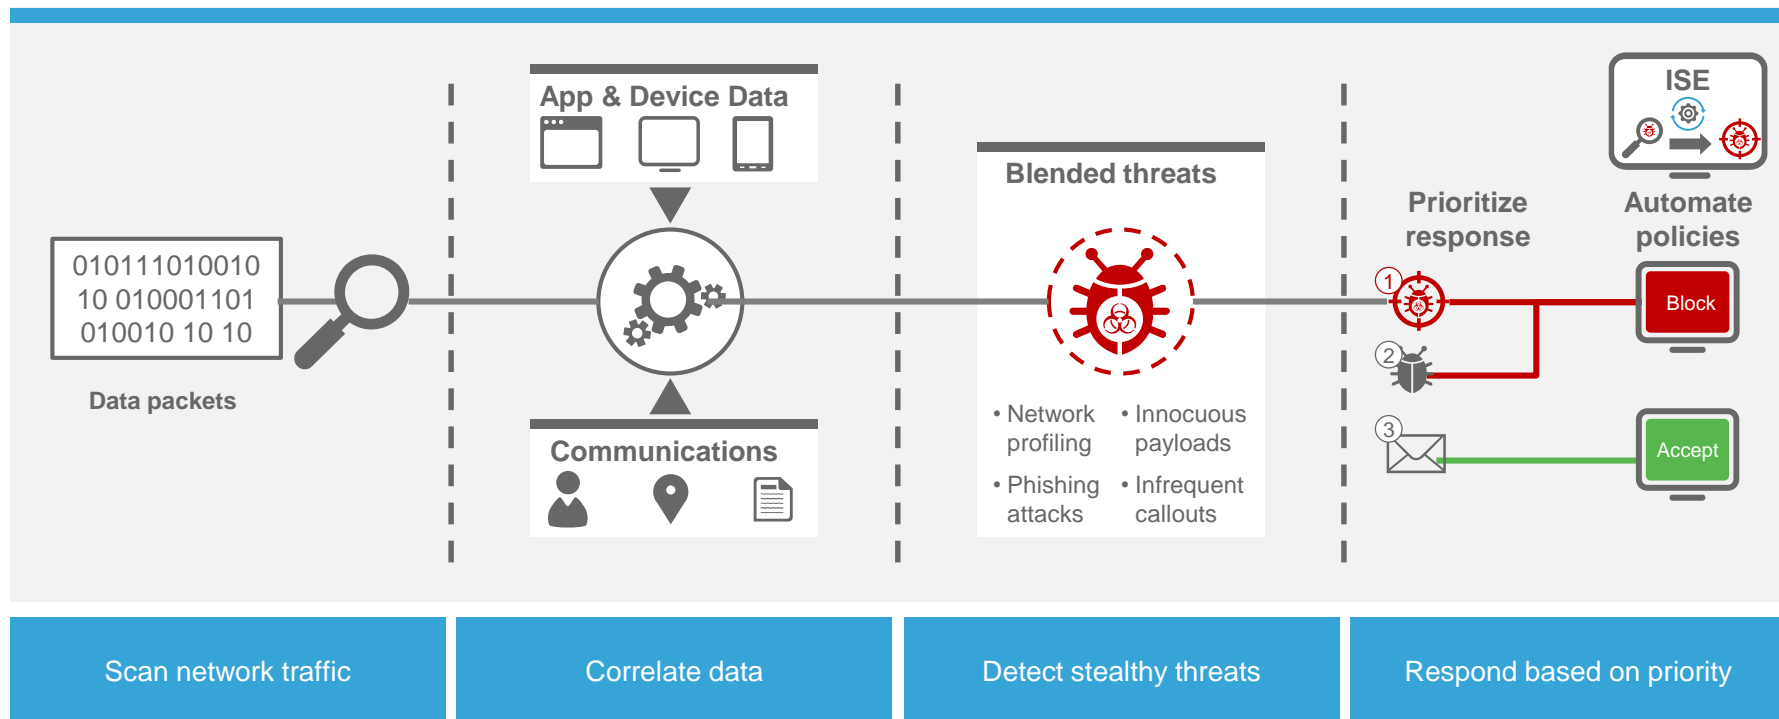 010111010010
10 010001101
010010 10 10
Data packets
App & Device Data
Communications
Blended threats
• Network
profiling
• Phishing
attacks
• Innocuous
payloads
• Infrequent
callouts
ISE
Prioritize
response
Automate
policies
1
Block
2
3
Accept
Scan network traffic
Correlate data
Detect stealthy threats
Respond based on priority